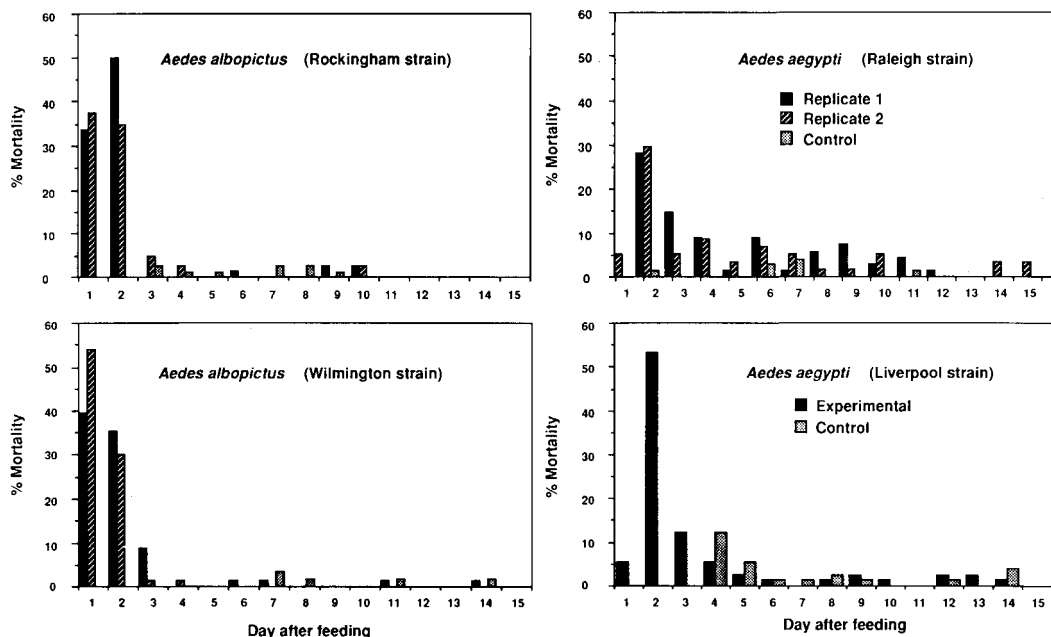 60
50
40
30
20
10
0
% Mortality
Aedes albopictus (Rockingham strain)
1 2 3 4 5 6 7 8 9 10 11 12 13 14 15
60
50
40
30
20
10
0
% Mortality
Aedes aegypti (Raleigh strain)
Replicate 1
Replicate 2
Control
1 2 3 4 5 6 7 8 9 10 11 12 13 14 15
60
50
40
30
20
10
0
% Mortality
Aedes albopictus (Wilmington strain)
1 2 3 4 5 6 7 8 9 10 11 12 13 14 15
Day after feeding
60
50
40
30
20
10
0
% Mortality
Aedes aegypti (Liverpool strain)
Experimental
Control
1 2 3 4 5 6 7 8 9 10 11 12 13 14 15
Day after feeding